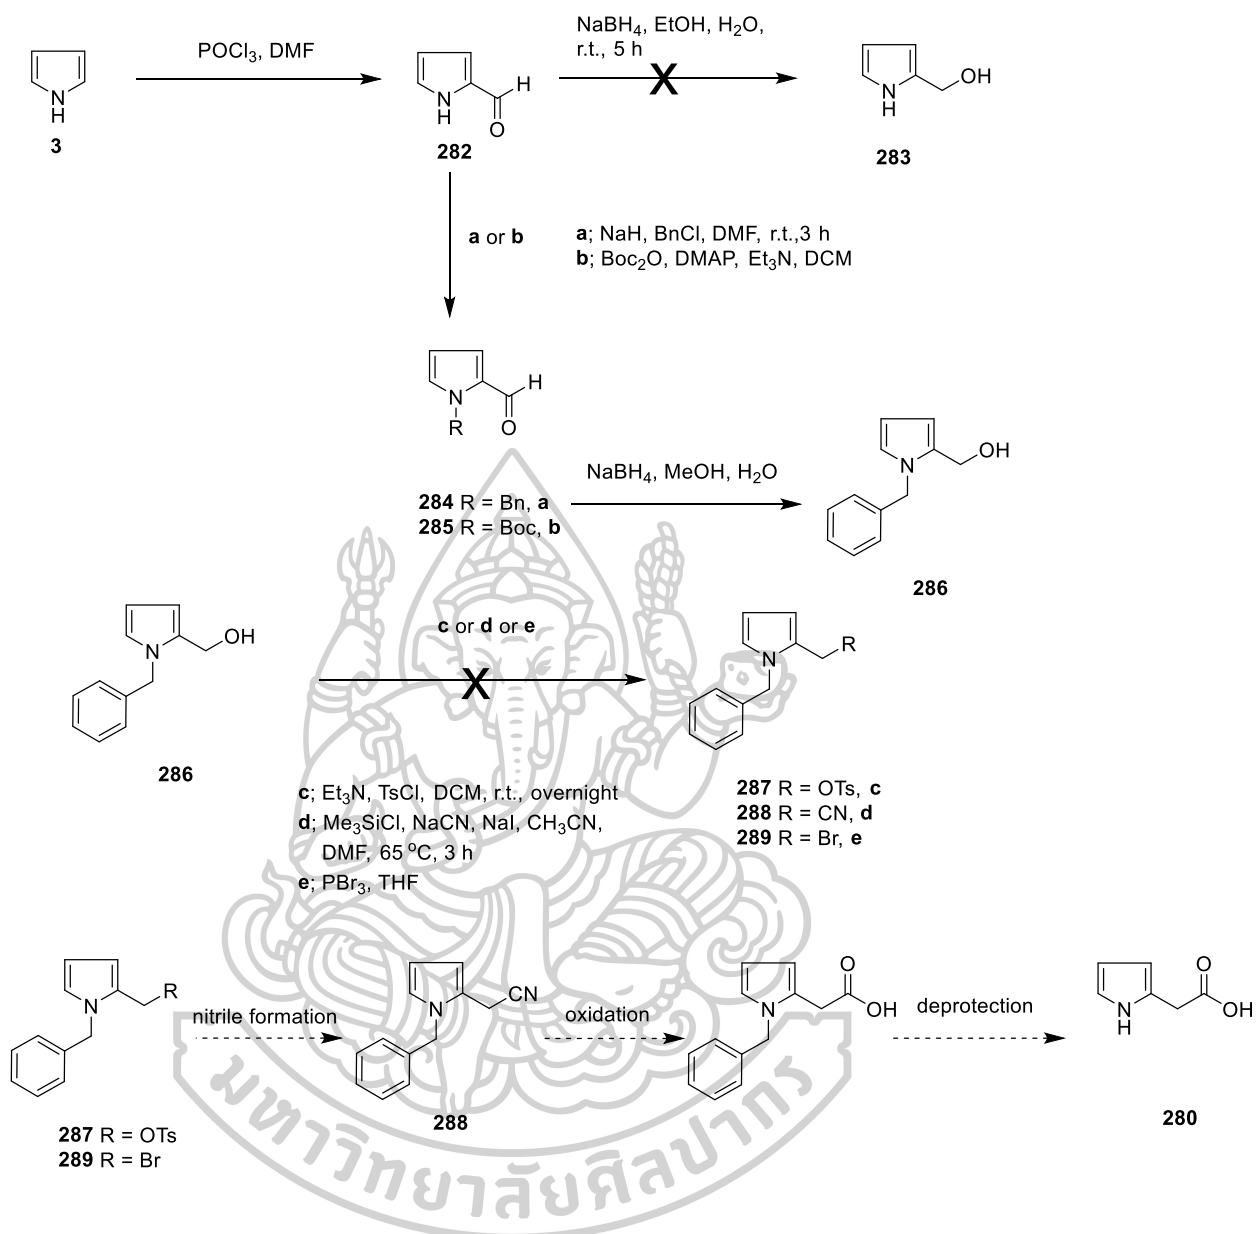 POCl3, DMF
NaBH4, EtOH, H2O,
r.t., 5 h
N
H
3
N
H
H
O
282
X
N
H
OH
283
a or b
a; NaH, BnCl, DMF, r.t.,3 h
b; Boc2O, DMAP, Et3N, DCM
N
R
H
O
284 R = Bn, a
285 R = Boc, b
NaBH4, MeOH, H2O
N
OH
286
N
OH
286
c or d or e
X
c; Et3N, TsCl, DCM, r.t., overnight
d; Me3SiCl, NaCN, NaI, CH3CN,
DMF, 65 oC, 3 h
e; PBr3, THF
N
R
287 R = OTs, c
288 R = CN, d
289 R = Br, e
N
R
287 R = OTs
289 R = Br
nitrile formation
N
CN
288
oxidation
N
O
OH
deprotection
N
H
O
OH
280
มหาวิทยาลัยศิลปากร